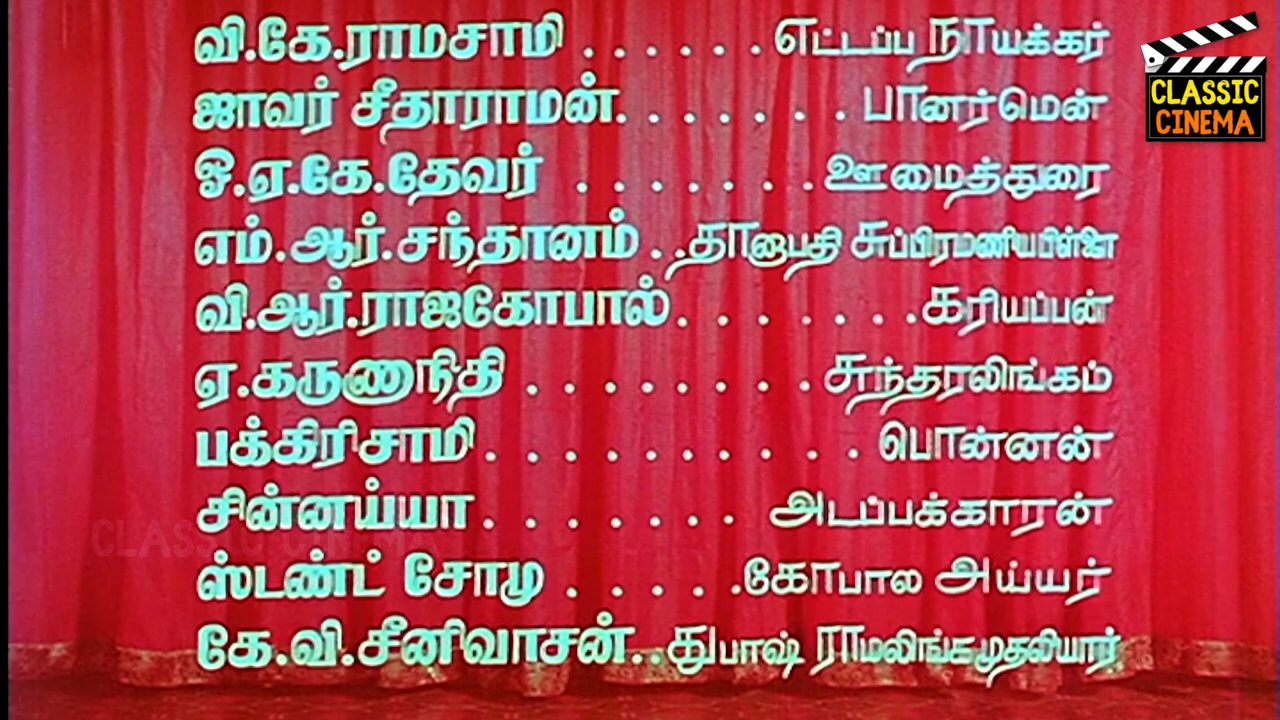 வி.கே.ராமசாமி . . . . . . எட்டப்ப நாயக்கர்
ஜாவர் சீதாராமன் . . . . . . . பானர்மென்
ஓ.ஏ.கே.தேவர் . . . . . . . ஊமைத்துரை
எம்.ஆர்.சந்தானம் . . தானாபதி சுப்பிரமணியபிள்ளை
வி.ஆர்.ராஜகோபால் . . . . . . . கரியப்பன்
ஏ.கருணாநிதி . . . . . . . . சுந்தரலிங்கம்
பக்கிரிசாமி . . . . . . . . . . பொன்னன்
சின்னய்யா . . . . . . . அடப்பக்காரன்
ஸ்டண்ட் சோமு . . . . . கோபால அய்யர்
கே.வி.சீனிவாசன் . . துபாஷ் ராமலிங்கமுதலியார்
CLASSIC
CINEMA
CLASSIC CINEMA